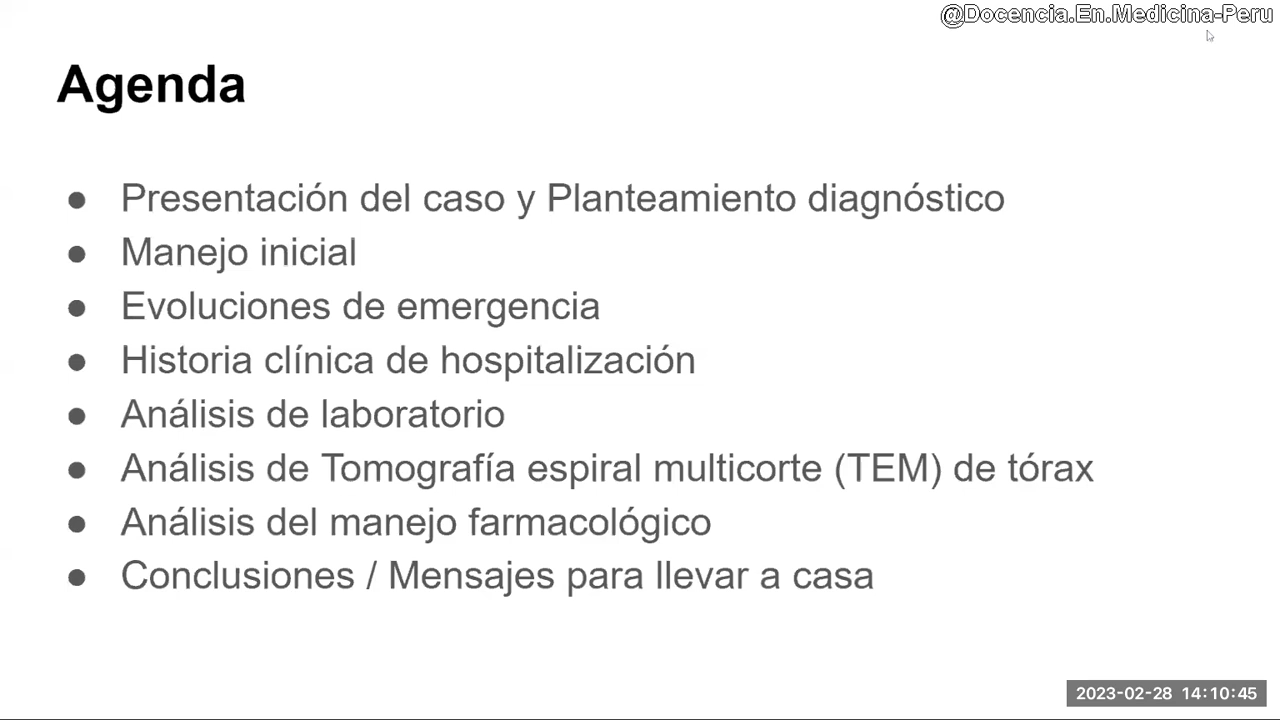 @Docencia.En.Medicina-Peru
Agenda
● Presentación del caso y Planteamiento diagnóstico
● Manejo inicial
● Evoluciones de emergencia
● Historia clínica de hospitalización
● Análisis de laboratorio
● Análisis de Tomografía espiral multicorte (TEM) de tórax
● Análisis del manejo farmacológico
● Conclusiones / Mensajes para llevar a casa
2023-02-28 14:10:45